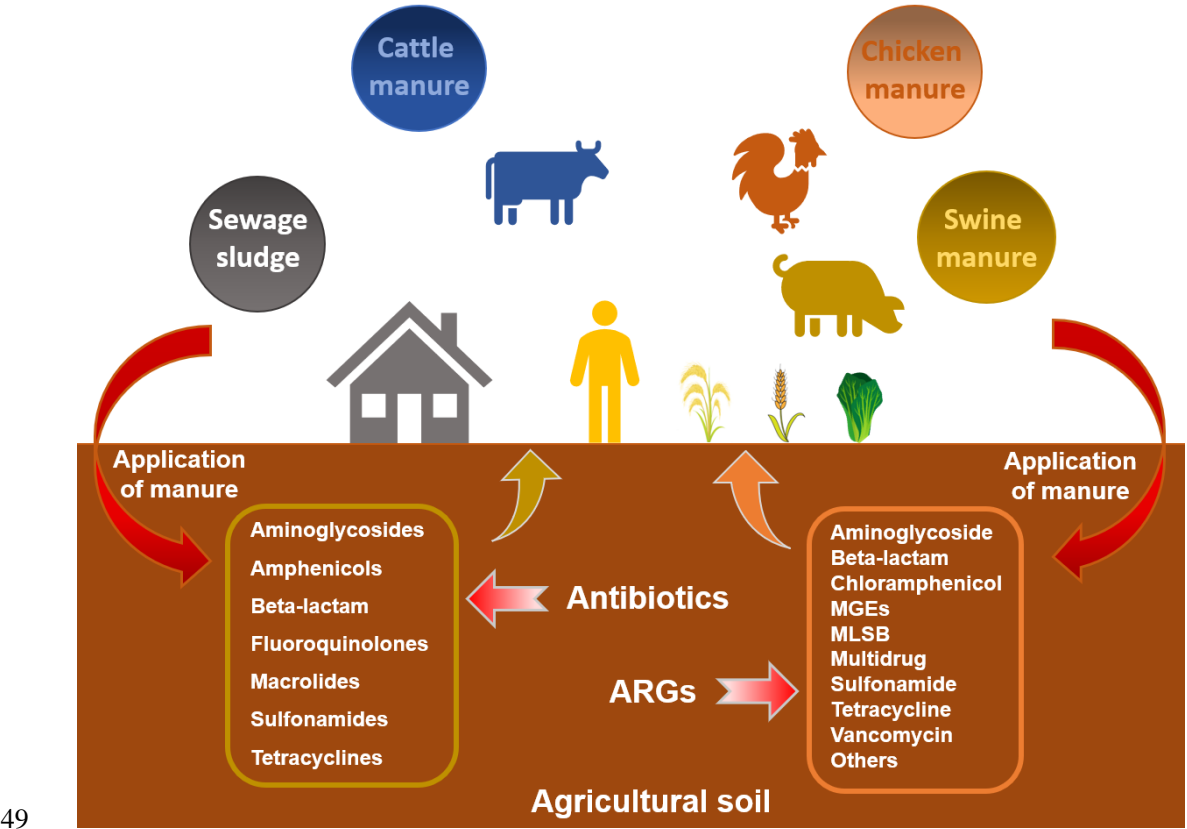 Cattle
manure
Chicken
manure
Sewage
sludge
Swine
manure
Application
of manure
Application
of manure
Aminoglycosides
Amphenicols
Beta-lactam
Fluoroquinolones
Macrolides
Sulfonamides
Tetracyclines
Antibiotics
ARGs
Aminoglycoside
Beta-lactam
Chloramphenicol
MGEs
MLSB
Multidrug
Sulfonamide
Tetracycline
Vancomycin
Others
Agricultural soil
49